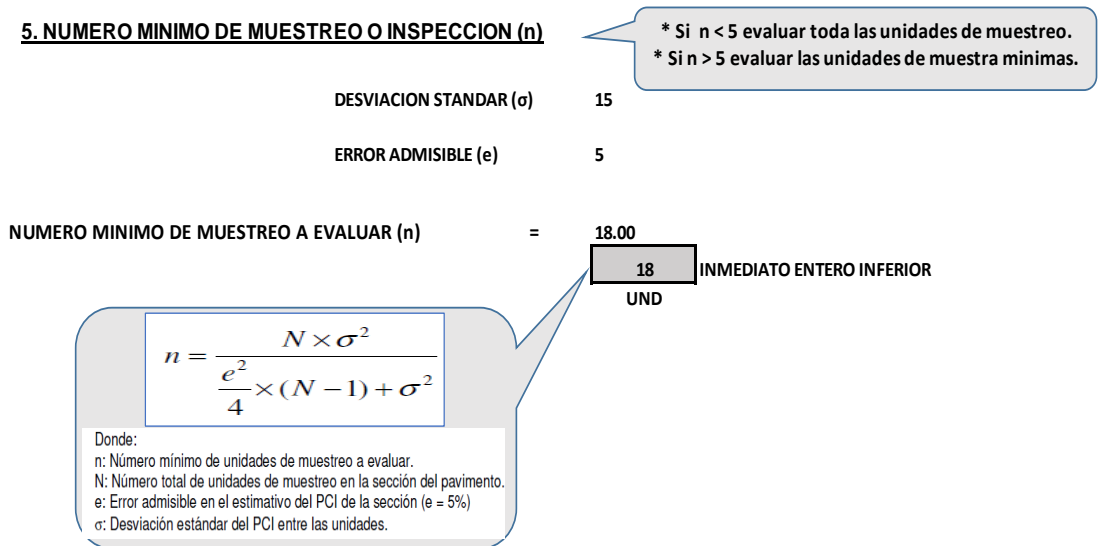 5. NUMERO MINIMO DE MUESTREO O INSPECCION (n)
* Si n < 5 evaluar toda las unidades de muestreo.
* Si n > 5 evaluar las unidades de muestra minimas.
DESVIACION STANDAR (σ) 15
ERROR ADMISIBLE (e) 5
NUMERO MINIMO DE MUESTREO A EVALUAR (n) = 18.00
18 INMEDIATO ENTERO INFERIOR
UND
n = N × σ² / (e²/4 × (N − 1) + σ²)
Donde:
n: Número mínimo de unidades de muestreo a evaluar.
N: Número total de unidades de muestreo en la sección del pavimento.
e: Error admisible en el estimativo del PCI de la sección (e = 5%)
σ: Desviación estándar del PCI entre las unidades.